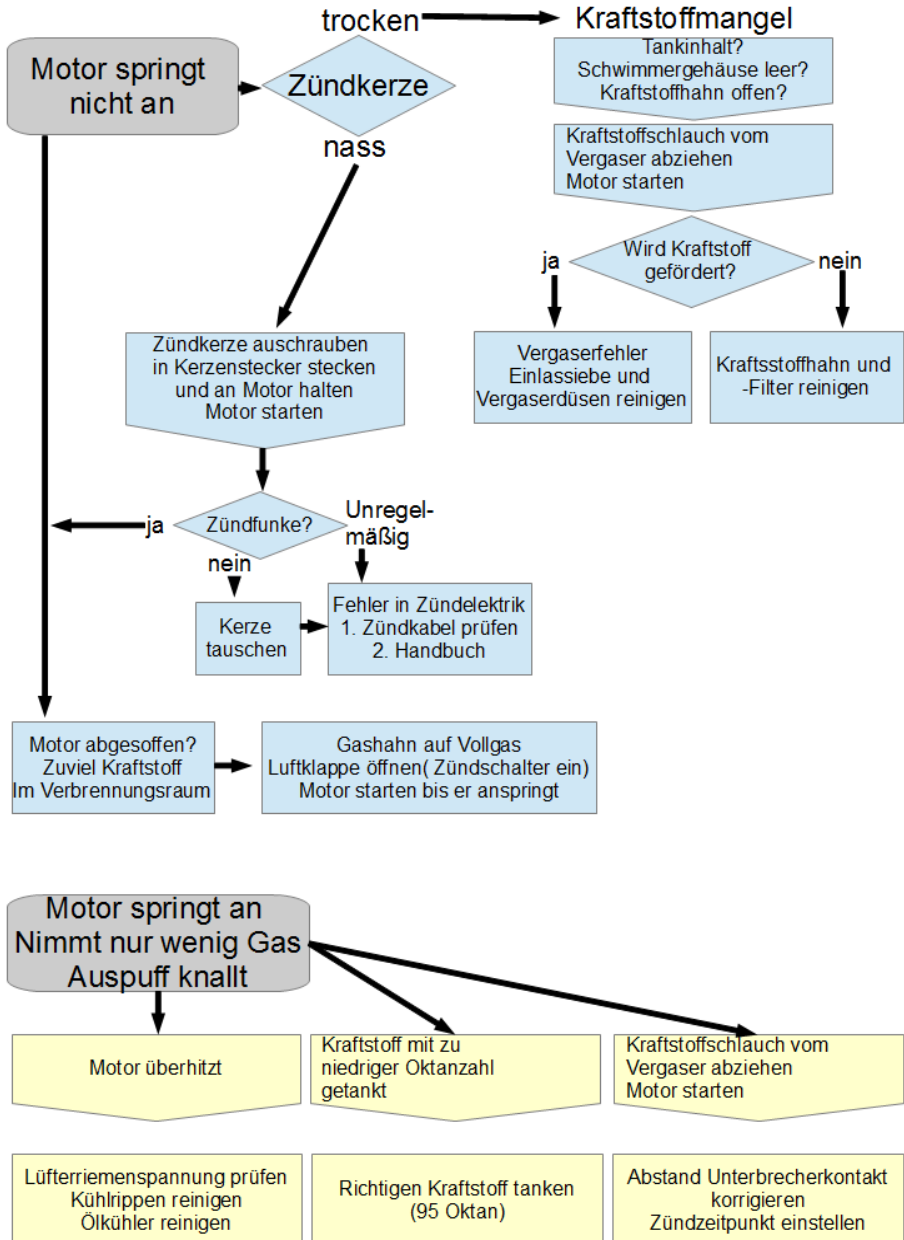 trocken
Kraftstoffmangel
Motor springt
nicht an
Zündkerze
nass
Tankinhalt?
Schwimmergehäuse leer?
Kraftstoffhahn offen?
Kraftstoffschlauch vom
Vergaser abziehen
Motor starten
Wird Kraftstoff
gefördert?
ja
nein
Vergaserfehler
Einlassiebe und
Vergaserdüsen reinigen
Kraftsstoffhahn und
-Filter reinigen
Zündkerze auschrauben
in Kerzenstecker stecken
und an Motor halten
Motor starten
Zündfunke?
ja
nein
Unregel-
mäßig
Kerze
tauschen
Fehler in Zündelektrik
1. Zündkabel prüfen
2. Handbuch
Motor abgesoffen?
Zuviel Kraftstoff
Im Verbrennungsraum
Gashahn auf Vollgas
Luftklappe öffnen( Zündschalter ein)
Motor starten bis er anspringt
Motor springt an
Nimmt nur wenig Gas
Auspuff knallt
Motor überhitzt
Kraftstoff mit zu
niedriger Oktanzahl
getankt
Kraftstoffschlauch vom
Vergaser abziehen
Motor starten
Lüfterriemenspannung prüfen
Kühlrippen reinigen
Ölkühler reinigen
Richtigen Kraftstoff tanken
(95 Oktan)
Abstand Unterbrecherkontakt
korrigieren
Zündzeitpunkt einstellen